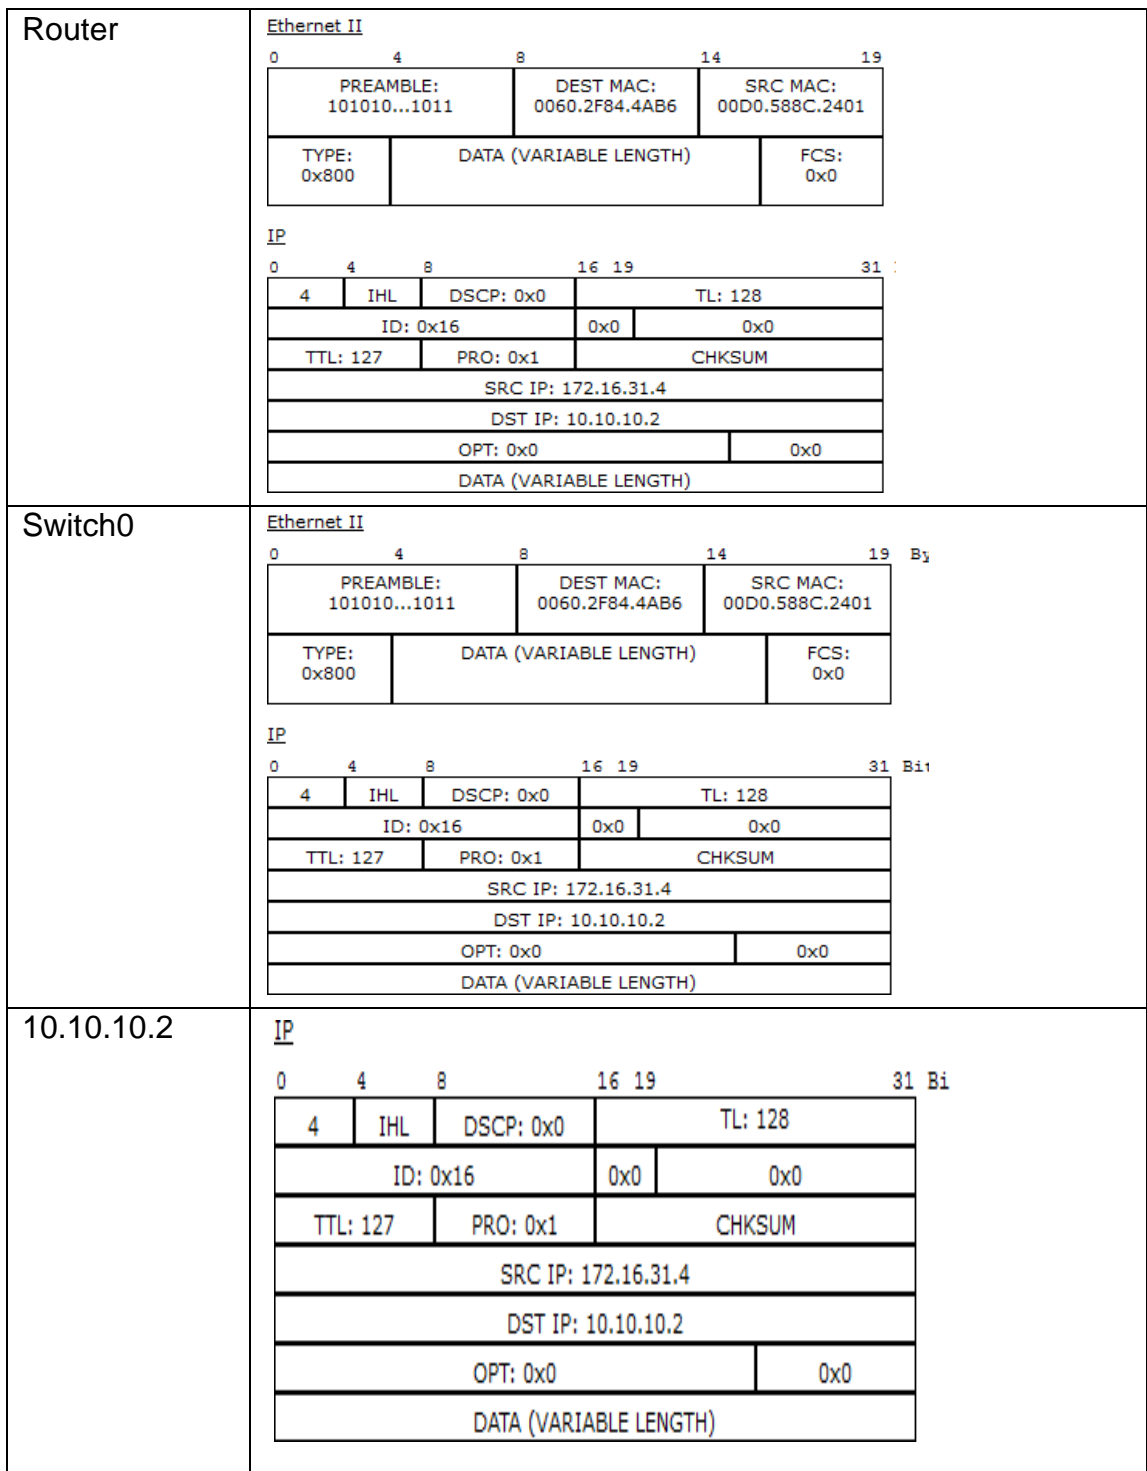 Router
Ethernet II
0 4 8 14 19
PREAMBLE: DEST MAC: SRC MAC:
101010...1011 0060.2F84.4AB6 00D0.588C.2401
TYPE: DATA (VARIABLE LENGTH) FCS:
0x800 0x0
IP
0 4 8 16 19 31
4 IHL DSCP: 0x0 TL: 128
ID: 0x16 0x0 0x0
TTL: 127 PRO: 0x1 CHKSUM
SRC IP: 172.16.31.4
DST IP: 10.10.10.2
OPT: 0x0 0x0
DATA (VARIABLE LENGTH)
Switch0
Ethernet II
0 4 8 14 19 By
PREAMBLE: DEST MAC: SRC MAC:
101010...1011 0060.2F84.4AB6 00D0.588C.2401
TYPE: DATA (VARIABLE LENGTH) FCS:
0x800 0x0
IP
0 4 8 16 19 31 Bit
4 IHL DSCP: 0x0 TL: 128
ID: 0x16 0x0 0x0
TTL: 127 PRO: 0x1 CHKSUM
SRC IP: 172.16.31.4
DST IP: 10.10.10.2
OPT: 0x0 0x0
DATA (VARIABLE LENGTH)
10.10.10.2
IP
0 4 8 16 19 31 Bi
4 IHL DSCP: 0x0 TL: 128
ID: 0x16 0x0 0x0
TTL: 127 PRO: 0x1 CHKSUM
SRC IP: 172.16.31.4
DST IP: 10.10.10.2
OPT: 0x0 0x0
DATA (VARIABLE LENGTH)